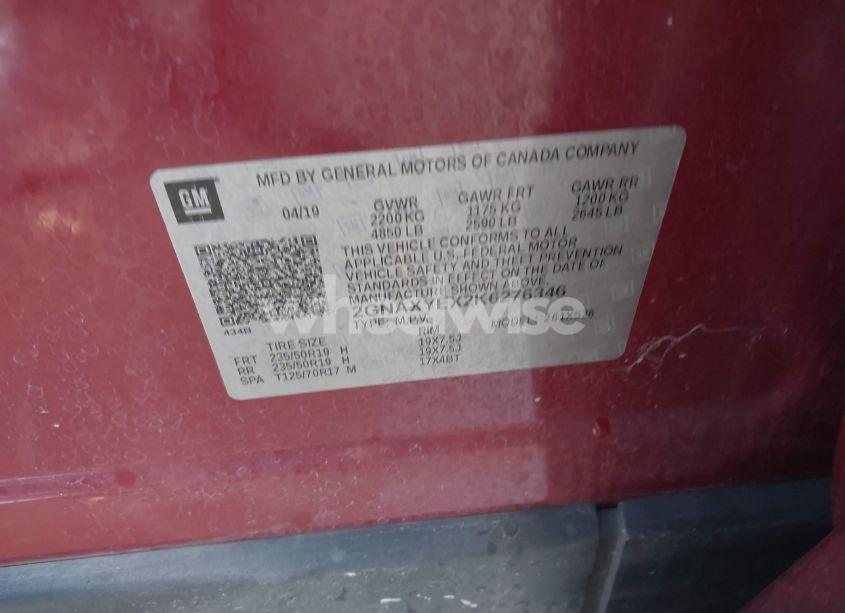 GM
MFD BY GENERAL MOTORS OF CANADA COMPANY
04/19 GVWR GAWR FRT GAWR RR
2200 KG 1175 KG 1200 KG
4850 LB 2590 LB 2645 LB
THIS VEHICLE CONFORMS TO ALL
APPLICABLE U.S. FEDERAL MOTOR
VEHICLE SAFETY AND THEFT PREVENTION
STANDARDS IN EFFECT ON THE DATE OF
MANUFACTURE SHOWN ABOVE.
wheelwise
TYPE: M.P.V. MODEL:
434B
TIRE SIZE RIM
FRT 235/50R19 H 19X7.5J
RR 235/50R19 H 19X7.5J
SPA T125/70R17 M 17X4BT